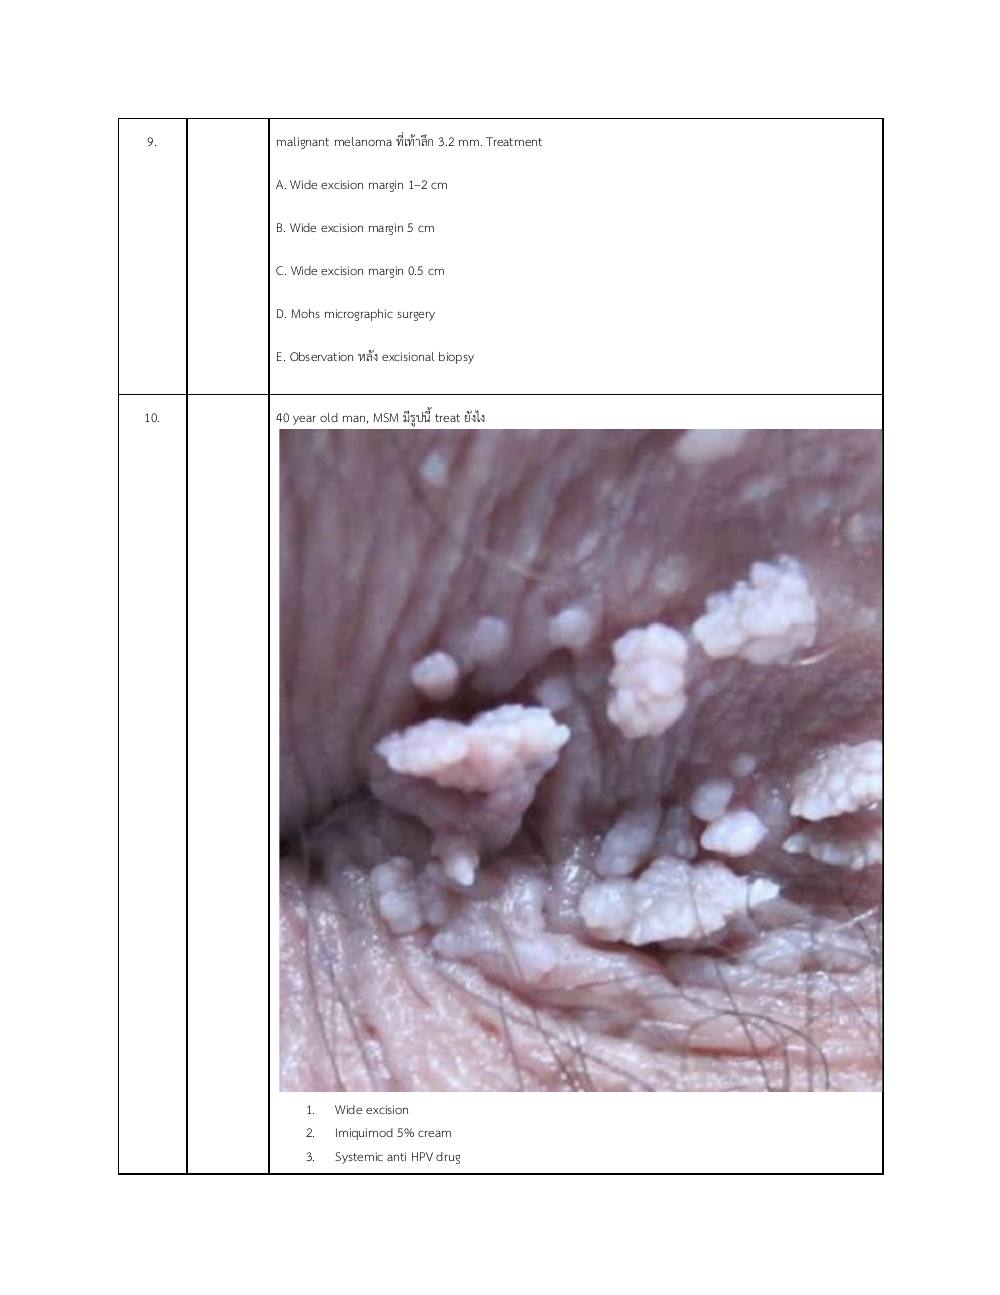 9.
malignant melanoma ที่เท้าลึก 3.2 mm. Treatment
A. Wide excision margin 1–2 cm
B. Wide excision margin 5 cm
C. Wide excision margin 0.5 cm
D. Mohs micrographic surgery
E. Observation หลัง excisional biopsy
10.
40 year old man, MSM มีรูปนี้ treat ยังไง
1. Wide excision
2. Imiquimod 5% cream
3. Systemic anti HPV drug